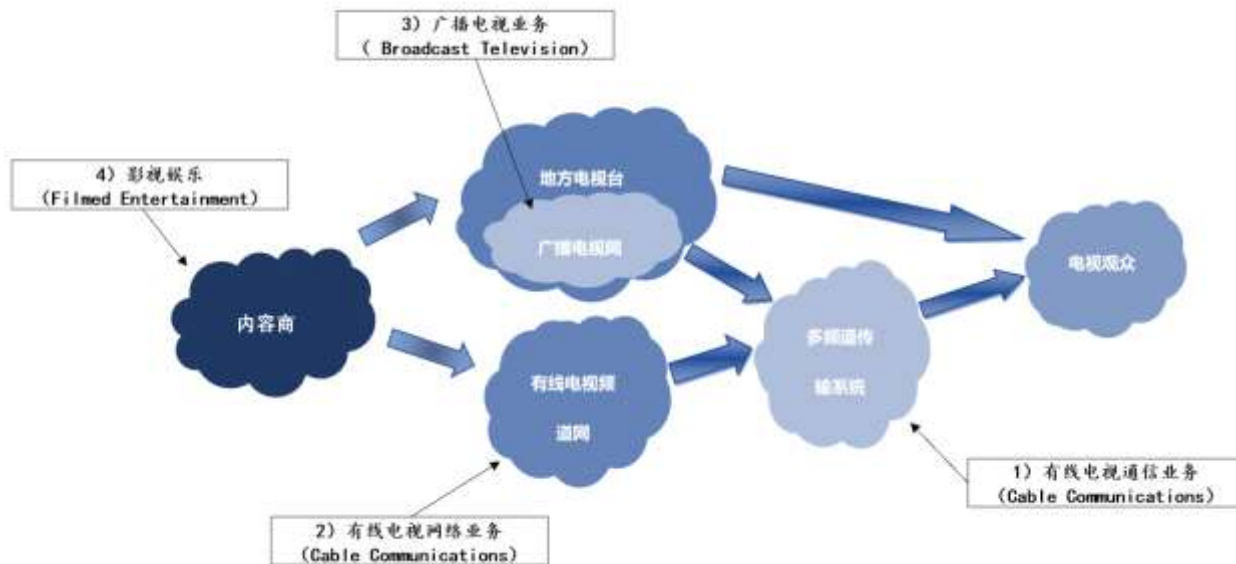 3）广播电视业务
（ Broadcast Television）
4）影视娱乐
（Filmed Entertainment）
地方电视台
广播电视网
电视观众
内容商
多频道传
输系统
有线电视频
道网
1）有线电视通信业务
（Cable Communications）
2）有线电视网络业务
（Cable Communications）